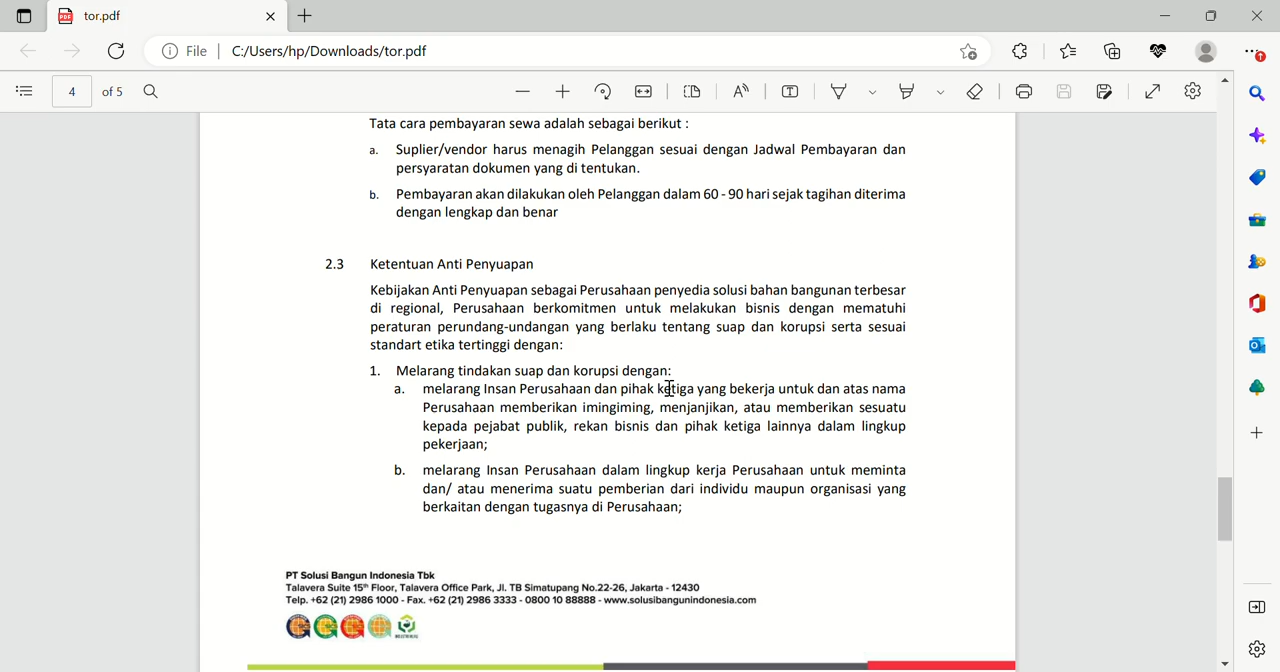 tor.pdf
File C:/Users/hp/Downloads/tor.pdf
4 of 5
Tata cara pembayaran sewa adalah sebagai berikut :
a. Suplier/vendor harus menagih Pelanggan sesuai dengan Jadwal Pembayaran dan
persyaratan dokumen yang di tentukan.
b. Pembayaran akan dilakukan oleh Pelanggan dalam 60 - 90 hari sejak tagihan diterima
dengan lengkap dan benar
2.3 Ketentuan Anti Penyuapan
Kebijakan Anti Penyuapan sebagai Perusahaan penyedia solusi bahan bangunan terbesar
di regional, Perusahaan berkomitmen untuk melakukan bisnis dengan mematuhi
peraturan perundang-undangan yang berlaku tentang suap dan korupsi serta sesuai
standart etika tertinggi dengan:
1. Melarang tindakan suap dan korupsi dengan:
a. melarang Insan Perusahaan dan pihak ketiga yang bekerja untuk dan atas nama
Perusahaan memberikan imingiming, menjanjikan, atau memberikan sesuatu
kepada pejabat publik, rekan bisnis dan pihak ketiga lainnya dalam lingkup
pekerjaan;
b. melarang Insan Perusahaan dalam lingkup kerja Perusahaan untuk meminta
dan/ atau menerima suatu pemberian dari individu maupun organisasi yang
berkaitan dengan tugasnya di Perusahaan;
PT Solusi Bangun Indonesia Tbk
Talavera Suite 15th Floor, Talavera Office Park, Jl. TB Simatupang No.22-26, Jakarta - 12430
Telp. +62 (21) 2986 1000 - Fax. +62 (21) 2986 3333 - 0800 10 88888 - www.solusibangunindonesia.com